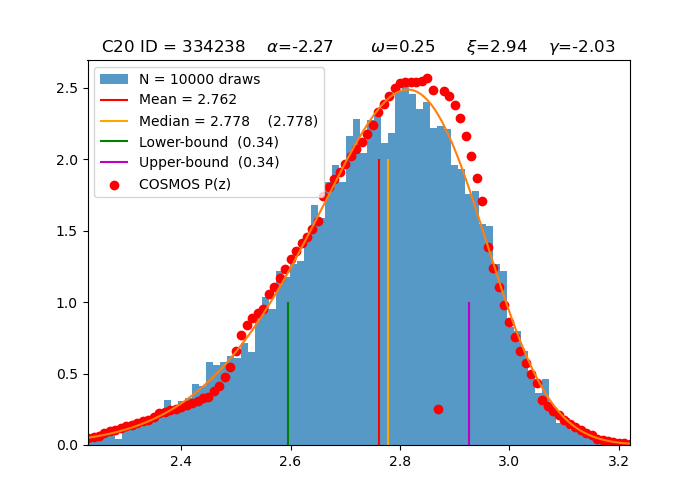 C20 ID = 334238 α=-2.27 ω=0.25 ξ=2.94 γ=-2.03
N = 10000 draws
Mean = 2.762
Median = 2.778 (2.778)
Lower-bound (0.34)
Upper-bound (0.34)
COSMOS P(z)
2.5
2.0
1.5
1.0
0.5
0.0
2.4 2.6 2.8 3.0 3.2